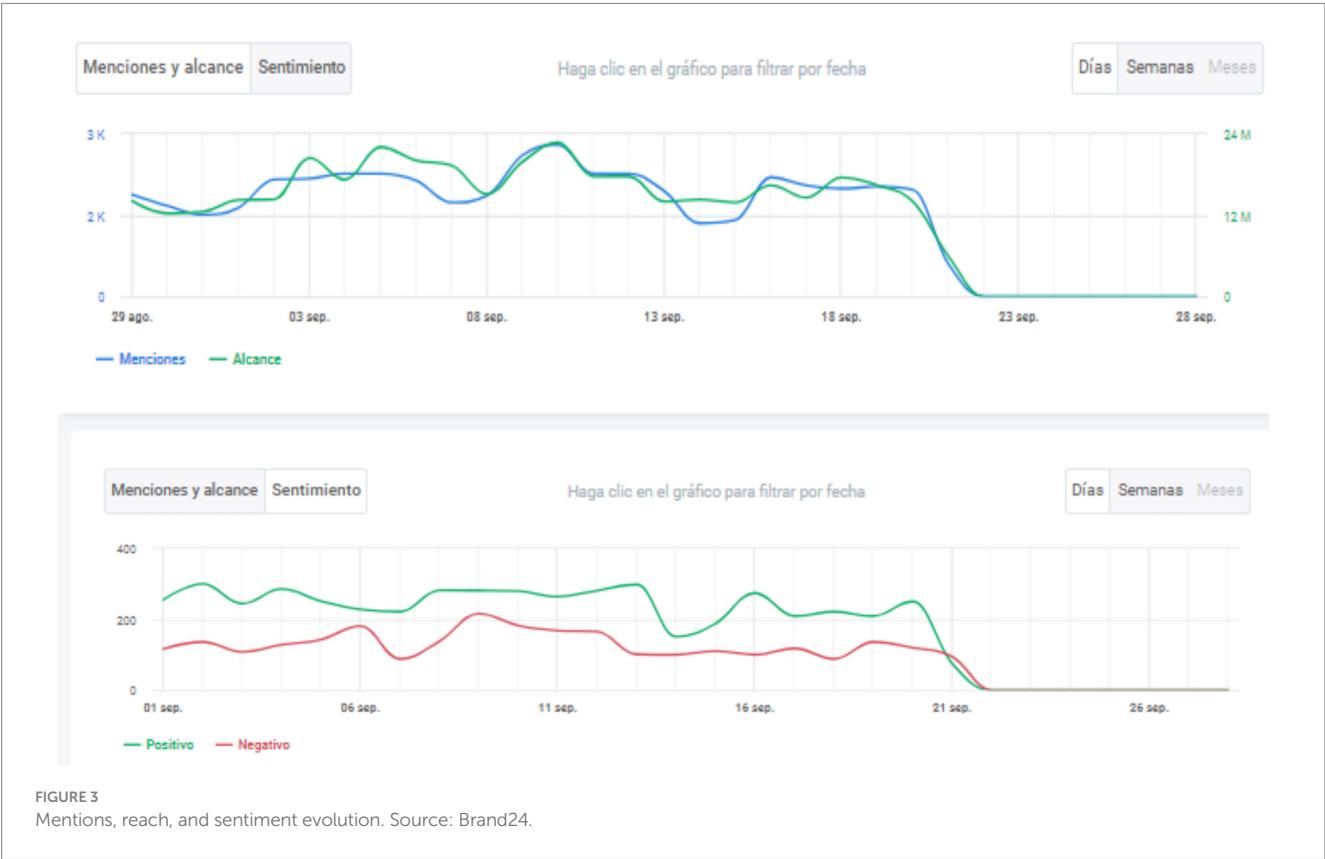 Menciones y alcance Sentimiento Haga clic en el gráfico para filtrar por fecha Días Semanas Meses
3 K 24 M
2 K 12 M
0 0
29 ago. 03 sep. 08 sep. 13 sep. 18 sep. 23 sep. 28 sep.
Menciones Alcance
Menciones y alcance Sentimiento Haga clic en el gráfico para filtrar por fecha Días Semanas Meses
400
200
0
01 sep. 06 sep. 11 sep. 16 sep. 21 sep. 26 sep.
Positivo Negativo
FIGURE 3
Mentions, reach, and sentiment evolution. Source: Brand24.